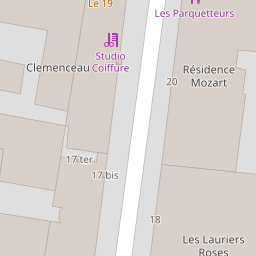 Le 19
Les Parquetteurs
Studio
Coiffure
Clemenceau
Résidence
Mozart
20
17 ter
17 bis
18
Les Lauriers
Roses